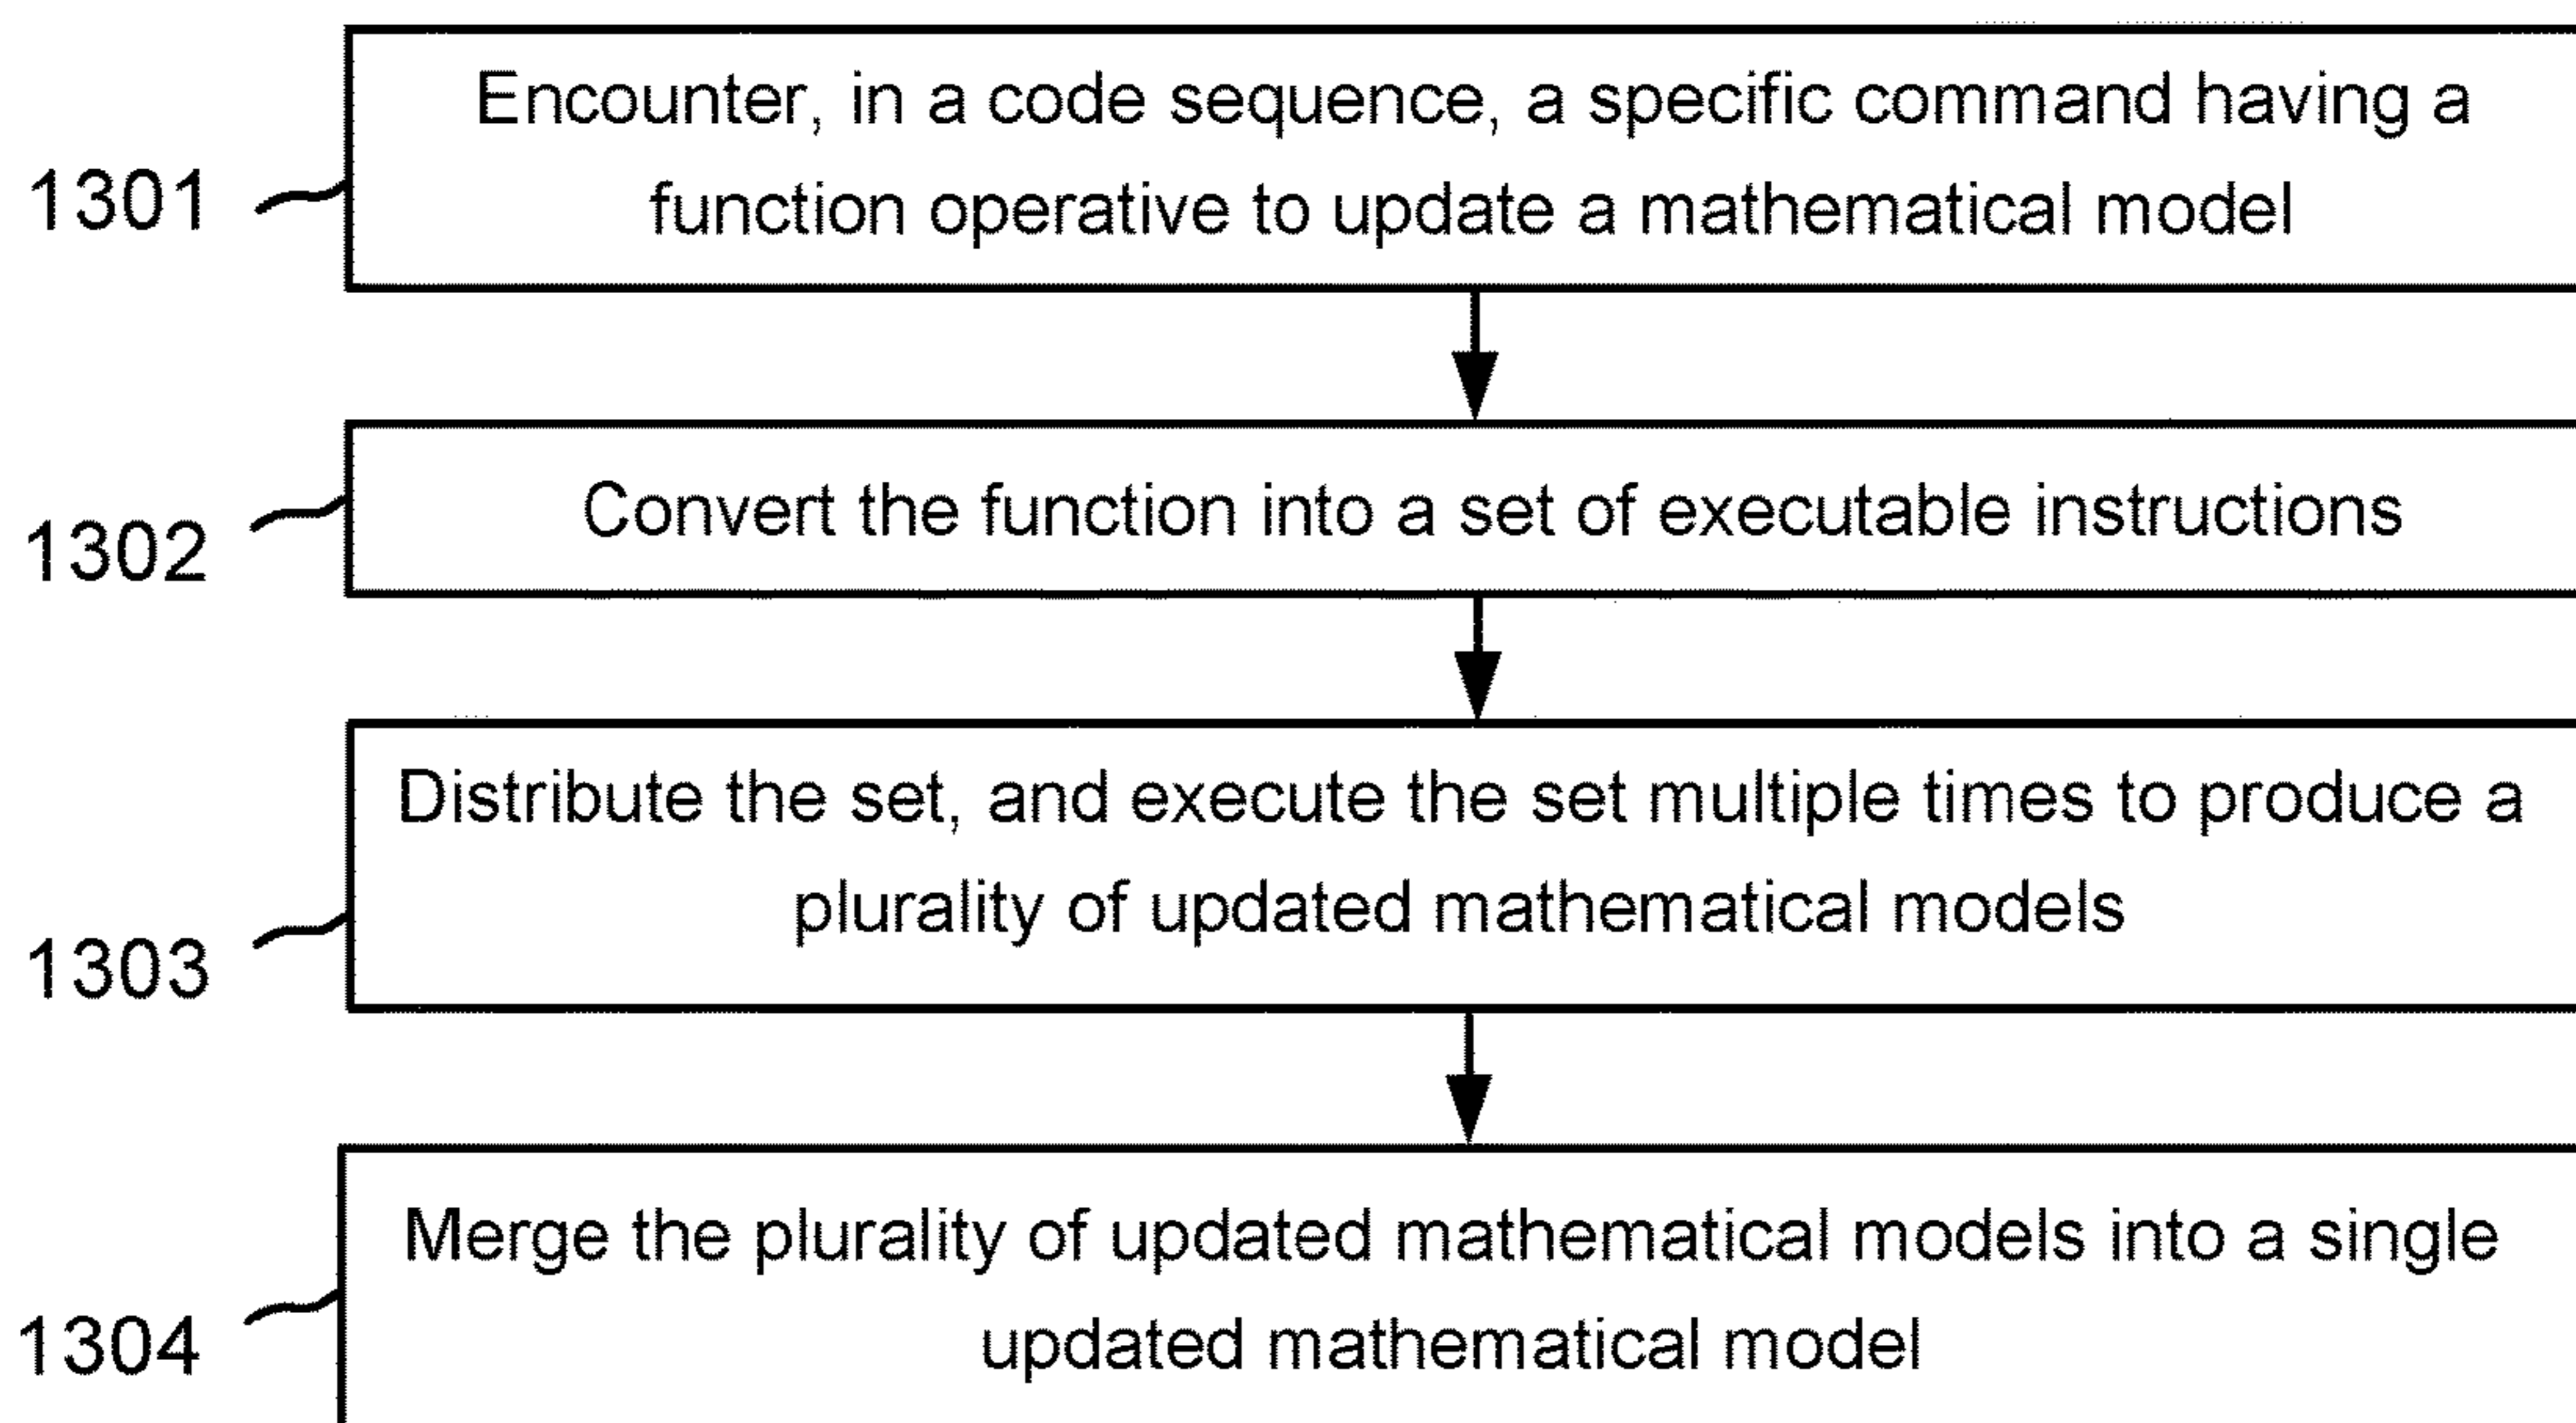 Encounter, in a code sequence, a specific command having a
function operative to update a mathematical model
1301
Convert the function into a set of executable instructions
1302
Distribute the set, and execute the set multiple times to produce a
plurality of updated mathematical models
1303
Merge the plurality of updated mathematical models into a single
updated mathematical model
1304